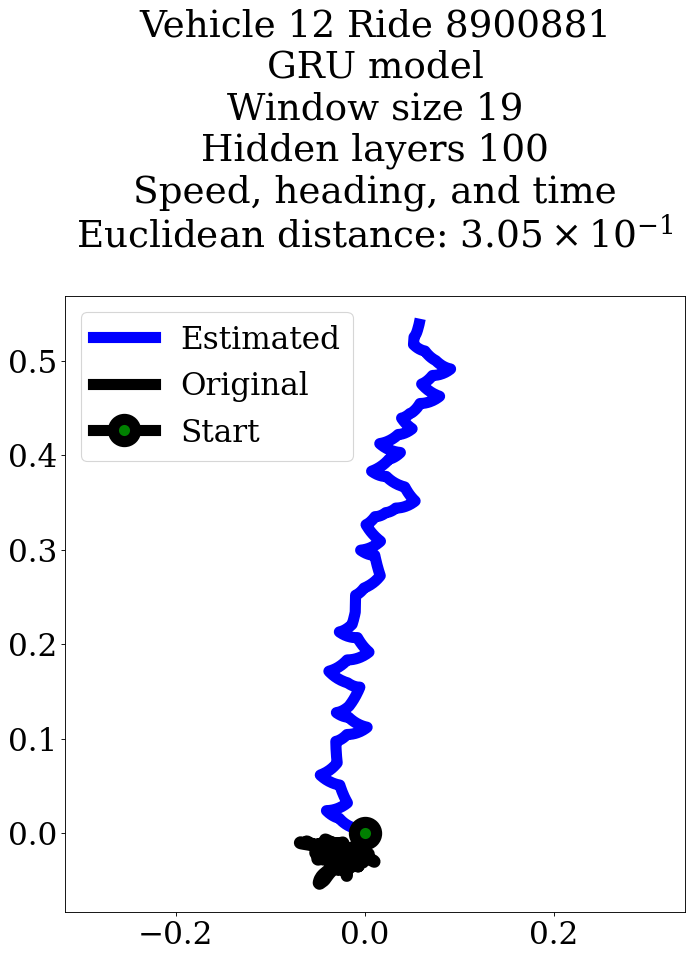 Vehicle 12 Ride 8900881
GRU model
Window size 19
Hidden layers 100
Speed, heading, and time
Euclidean distance: 3.05 × 10⁻¹
Estimated
Original
Start
0.5
0.4
0.3
0.2
0.1
0.0
−0.2 0.0 0.2